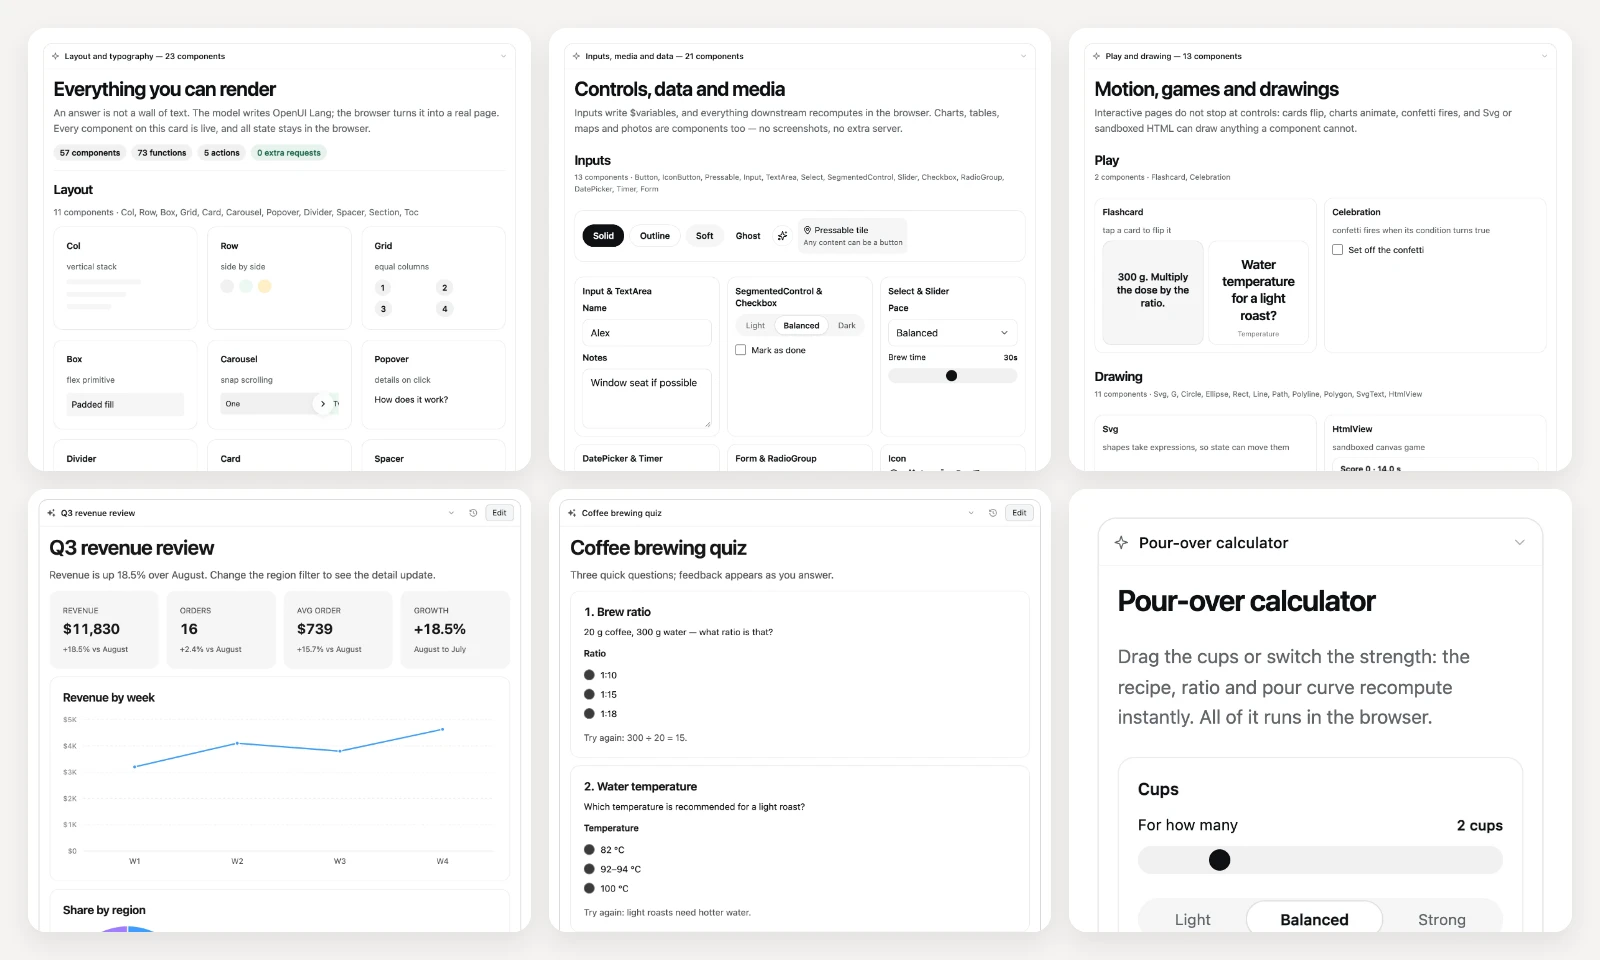 Layout and typography — 23 components
Everything you can render
An answer is not a wall of text. The model writes OpenUI Lang; the browser turns it into a real page.
Every component on this card is live, and all state stays in the browser.
57 components
73 functions
5 actions
0 extra requests
Layout
11 components · Col, Row, Box, Grid, Card, Carousel, Popover, Divider, Spacer, Section, Toc
Col
vertical stack
Row
side by side
Grid
equal columns
1
2
3
4
Box
flex primitive
Padded fill
Carousel
snap scrolling
One
Popover
details on click
How does it work?
Divider
Card
Spacer
Inputs, media and data — 21 components
Controls, data and media
Inputs write $variables, and everything downstream recomputes in the browser. Charts, tables,
maps and photos are components too — no screenshots, no extra server.
Inputs
13 components · Button, IconButton, Pressable, Input, TextArea, Select, SegmentedControl, Slider, Checkbox, RadioGroup,
DatePicker, Timer, Form
Solid
Outline
Soft
Ghost
Pressable tile
Any content can be a button
Input & TextArea
Name
Alex
Notes
Window seat if possible
SegmentedControl &
Checkbox
Light
Balanced
Dark
Mark as done
Select & Slider
Pace
Balanced
Brew time
30s
DatePicker & Timer
Form & RadioGroup
Icon
Play and drawing — 13 components
Motion, games and drawings
Interactive pages do not stop at controls: cards flip, charts animate, confetti fires, and Svg or
sandboxed HTML can draw anything a component cannot.
Play
2 components · Flashcard, Celebration
Flashcard
tap a card to flip it
300 g. Multiply
the dose by the
ratio.
Water
temperature
for a light
roast?
Temperature
Celebration
confetti fires when its condition turns true
Set off the confetti
Drawing
11 components · Svg, G, Circle, Ellipse, Rect, Line, Path, Polyline, Polygon, SvgText, HtmlView
Svg
shapes take expressions, so state can move them
HtmlView
sandboxed canvas game
Score 0 · 14.0 s
Q3 revenue review
Edit
Q3 revenue review
Revenue is up 18.5% over August. Change the region filter to see the detail update.
REVENUE
$11,830
+18.5% vs August
ORDERS
16
+2.4% vs August
AVG ORDER
$739
+15.7% vs August
GROWTH
+18.5%
August to July
Revenue by week
$5K
$4K
$3K
$2K
$1K
$0
W1
W2
W3
W4
Share by region
Coffee brewing quiz
Edit
Coffee brewing quiz
Three quick questions; feedback appears as you answer.
1. Brew ratio
20 g coffee, 300 g water — what ratio is that?
Ratio
1:10
1:15
1:18
Try again: 300 ÷ 20 = 15.
2. Water temperature
Which temperature is recommended for a light roast?
Temperature
82 °C
92–94 °C
100 °C
Try again: light roasts need hotter water.
Pour-over calculator
Pour-over calculator
Drag the cups or switch the strength: the
recipe, ratio and pour curve recompute
instantly. All of it runs in the browser.
Cups
For how many
2 cups
Light
Balanced
Strong